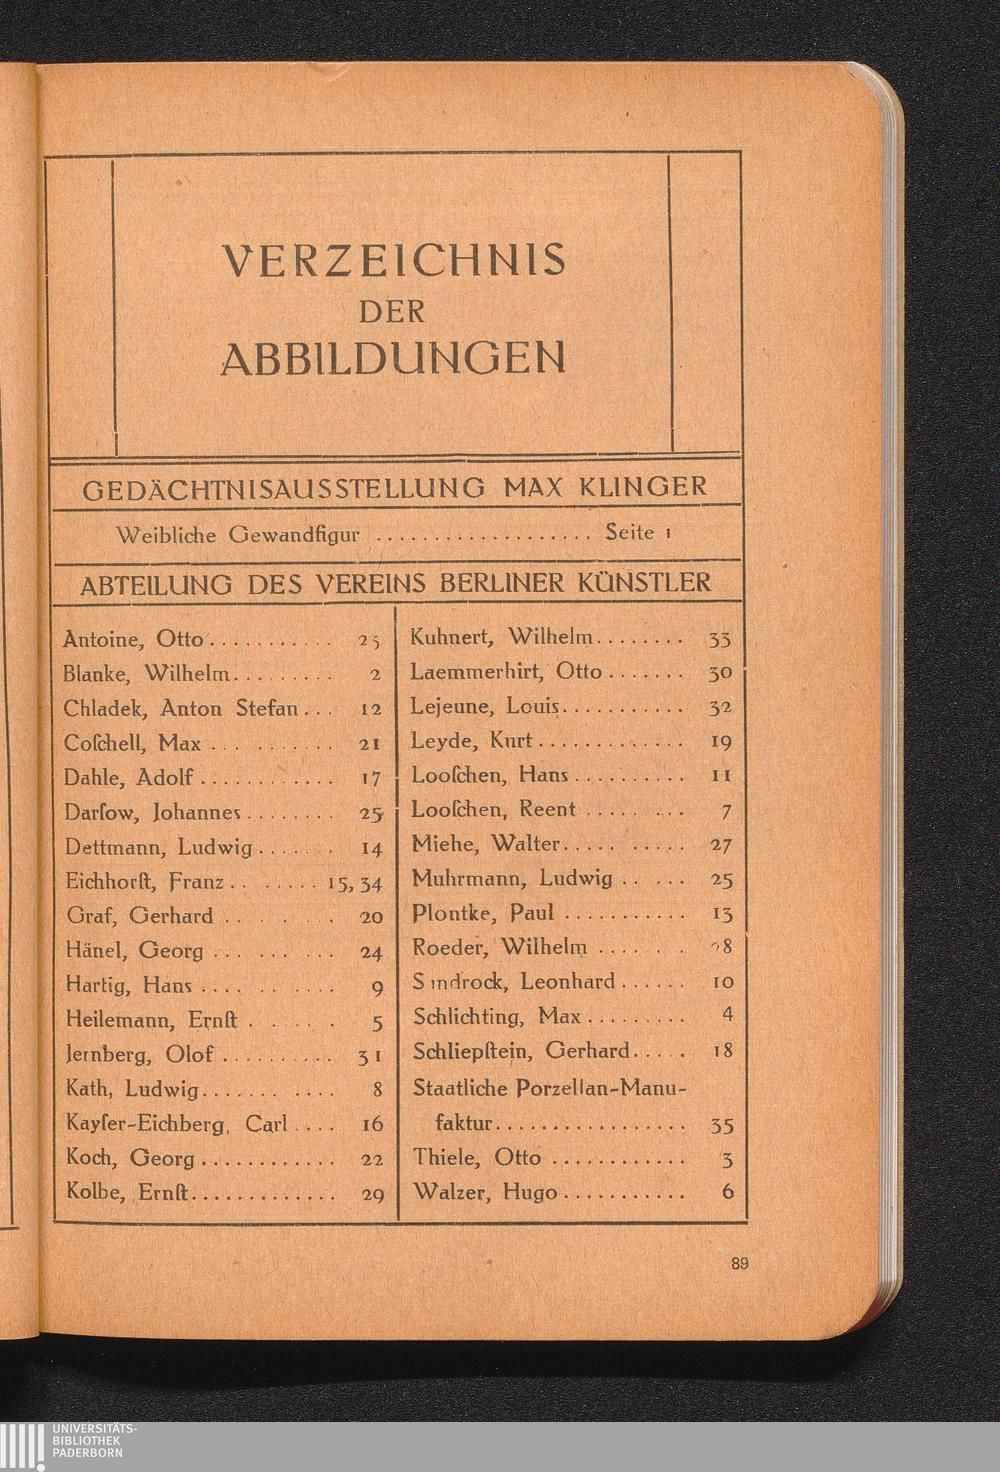 VERZEICHNIS
DER
ABBILDUNGEN
GEDÄCHTNISAUSSTELLUNG MAX KLINGER
Weibliche Gewandfigur ................... Seite 1
ABTEILUNG DES VEREINS BERLINER KÜNSTLER
Antoine, Otto ...........
Blanke, Wilhelm ......... 2
Chladek, Anton Stefan ... 12
Coſchell, Max ... ........ 21
Dahle, Adolf ............ 17
Darſow, Johannes ........ 25
Dettmann, Ludwig ....... 14
Eichhorſt, Franz .. ...... 15, 34
Graf, Gerhard .. . . .. 20
Hänel, Georg ... ... ... 24
Hartig, Hans .... .. .... 9
Heilemann, Ernſt . .. . .. 5
Jernberg, Olof .......... 31
Kath, Ludwig ....... .... 8
Kayſer-Eichberg, Carl .... 16
Koch, Georg ............ 22
Kolbe, Ernſt ............. 29
Kuhnert, Wilhelm ........ 33
Laemmerhirt, Otto ....... 30
Lejeune, Louis ........... 32
Leyde, Kurt ............. 19
Looſchen, Hans .......... 11
Looſchen, Reent ...... ... 7
Miehe, Walter ..... ..... 27
Muhrmann, Ludwig .. ... 25
Plontke, Paul ........... 13
Roeder, Wilhelm ... . . .
Sandrock, Leonhard ...... 10
Schlichting, Max ......... 4
Schliepſtein, Gerhard ..... 18
Staatliche Porzellan-Manu-
faktur ................. 35
Thiele, Otto ............ 3
Walzer, Hugo ........... 6
89
UNIVERSITÄTS-
BIBLIOTHEK
PADERBORN